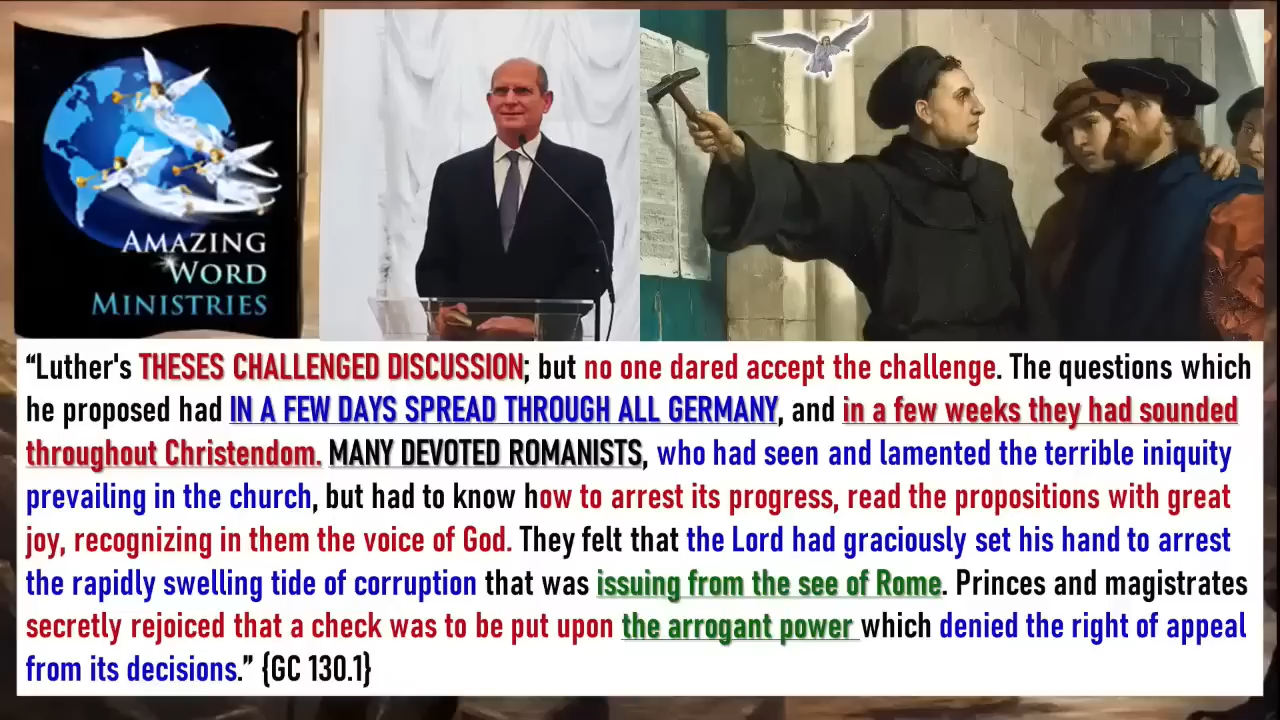 AMAZING
WORD
MINISTRIES
“Luther's THESES CHALLENGED DISCUSSION; but no one dared accept the challenge. The questions which
he proposed had IN A FEW DAYS SPREAD THROUGH ALL GERMANY, and in a few weeks they had sounded
throughout Christendom. MANY DEVOTED ROMANISTS, who had seen and lamented the terrible iniquity
prevailing in the church, but had to know how to arrest its progress, read the propositions with great
joy, recognizing in them the voice of God. They felt that the Lord had graciously set his hand to arrest
the rapidly swelling tide of corruption that was issuing from the see of Rome. Princes and magistrates
secretly rejoiced that a check was to be put upon the arrogant power which denied the right of appeal
from its decisions.” {GC 130.1}